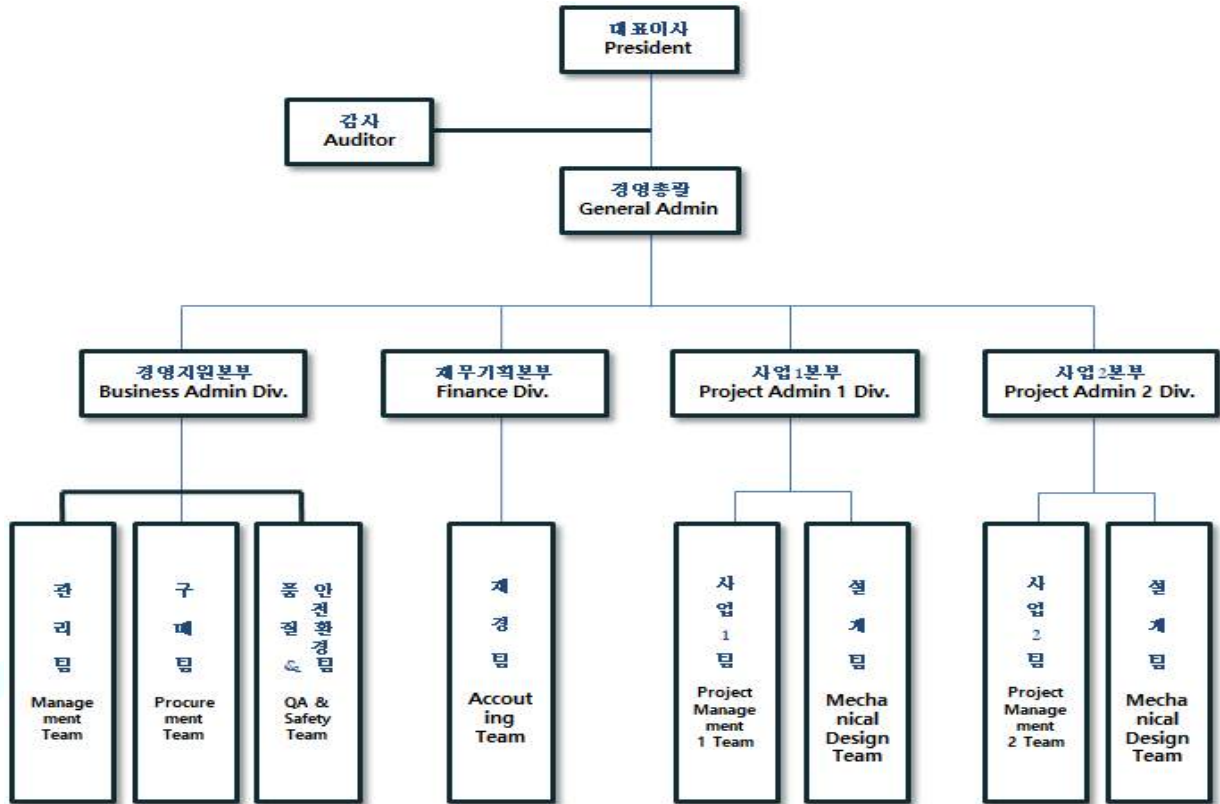 대표이사
President
감사
Auditor
경영총괄
General Admin
경영지원본부
Business Admin Div.
재무기획본부
Finance Div.
사업1본부
Project Admin 1 Div.
사업2본부
Project Admin 2 Div.
관
리
팀
Manage
ment
Team
구
매
팀
Procure
ment
Team
품
질
&
안
전
환
경
팀
QA &
Safety
Team
재
경
팀
Accout
ing
Team
사
업
1
팀
Project
Manage
ment
1 Team
설
계
팀
Mecha
nical
Design
Team
사
업
2
팀
Project
Manage
ment
2 Team
설
계
팀
Mecha
nical
Design
Team